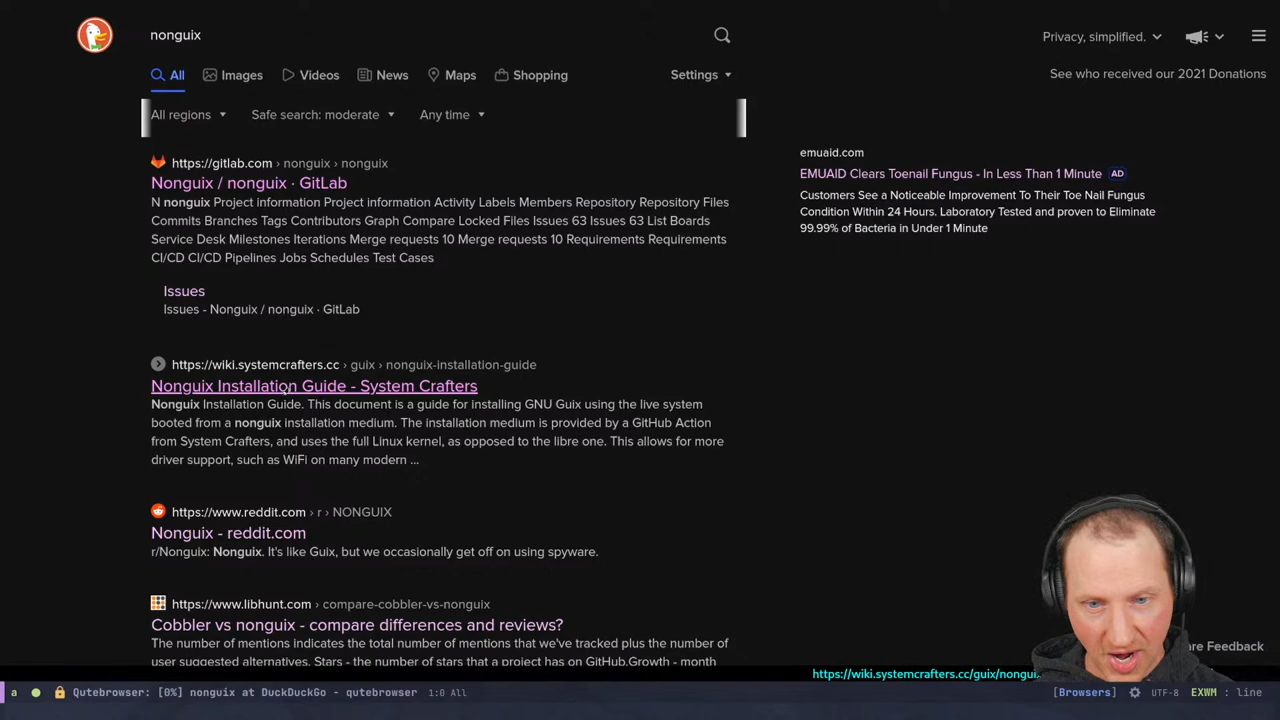 nonguix
Privacy, simplified.
All Images Videos News Maps Shopping Settings
See who received our 2021 Donations
All regions Safe search: moderate Any time
https://gitlab.com › nonguix › nonguix
Nonguix / nonguix · GitLab
N nonguix Project information Project information Activity Labels Members Repository Repository Files
Commits Branches Tags Contributors Graph Compare Locked Files Issues 63 Issues 63 List Boards
Service Desk Milestones Iterations Merge requests 10 Merge requests 10 Requirements Requirements
CI/CD CI/CD Pipelines Jobs Schedules Test Cases
Issues
Issues - Nonguix / nonguix · GitLab
emuaid.com
EMUAID Clears Toenail Fungus - In Less Than 1 Minute AD
Customers See a Noticeable Improvement To Their Toe Nail Fungus
Condition Within 24 Hours. Laboratory Tested and proven to Eliminate
99.99% of Bacteria in Under 1 Minute
https://wiki.systemcrafters.cc › guix › nonguix-installation-guide
Nonguix Installation Guide - System Crafters
Nonguix Installation Guide. This document is a guide for installing GNU Guix using the live system
booted from a nonguix installation medium. The installation medium is provided by a GitHub Action
from System Crafters, and uses the full Linux kernel, as opposed to the libre one. This allows for more
driver support, such as WiFi on many modern ...
https://www.reddit.com › r › NONGUIX
Nonguix - reddit.com
r/Nonguix: Nonguix. It's like Guix, but we occasionally get off on using spyware.
https://www.libhunt.com › compare-cobbler-vs-nonguix
Cobbler vs nonguix - compare differences and reviews?
The number of mentions indicates the total number of mentions that we've tracked plus the number of
user suggested alternatives. Stars - the number of stars that a project has on GitHub.Growth - month
Feedback
https://wiki.systemcrafters.cc/guix/nongui
a Qutebrowser: [0%] nonguix at DuckDuckGo - qutebrowser 1:0 All [Browsers] UTF-8 EXWM : line